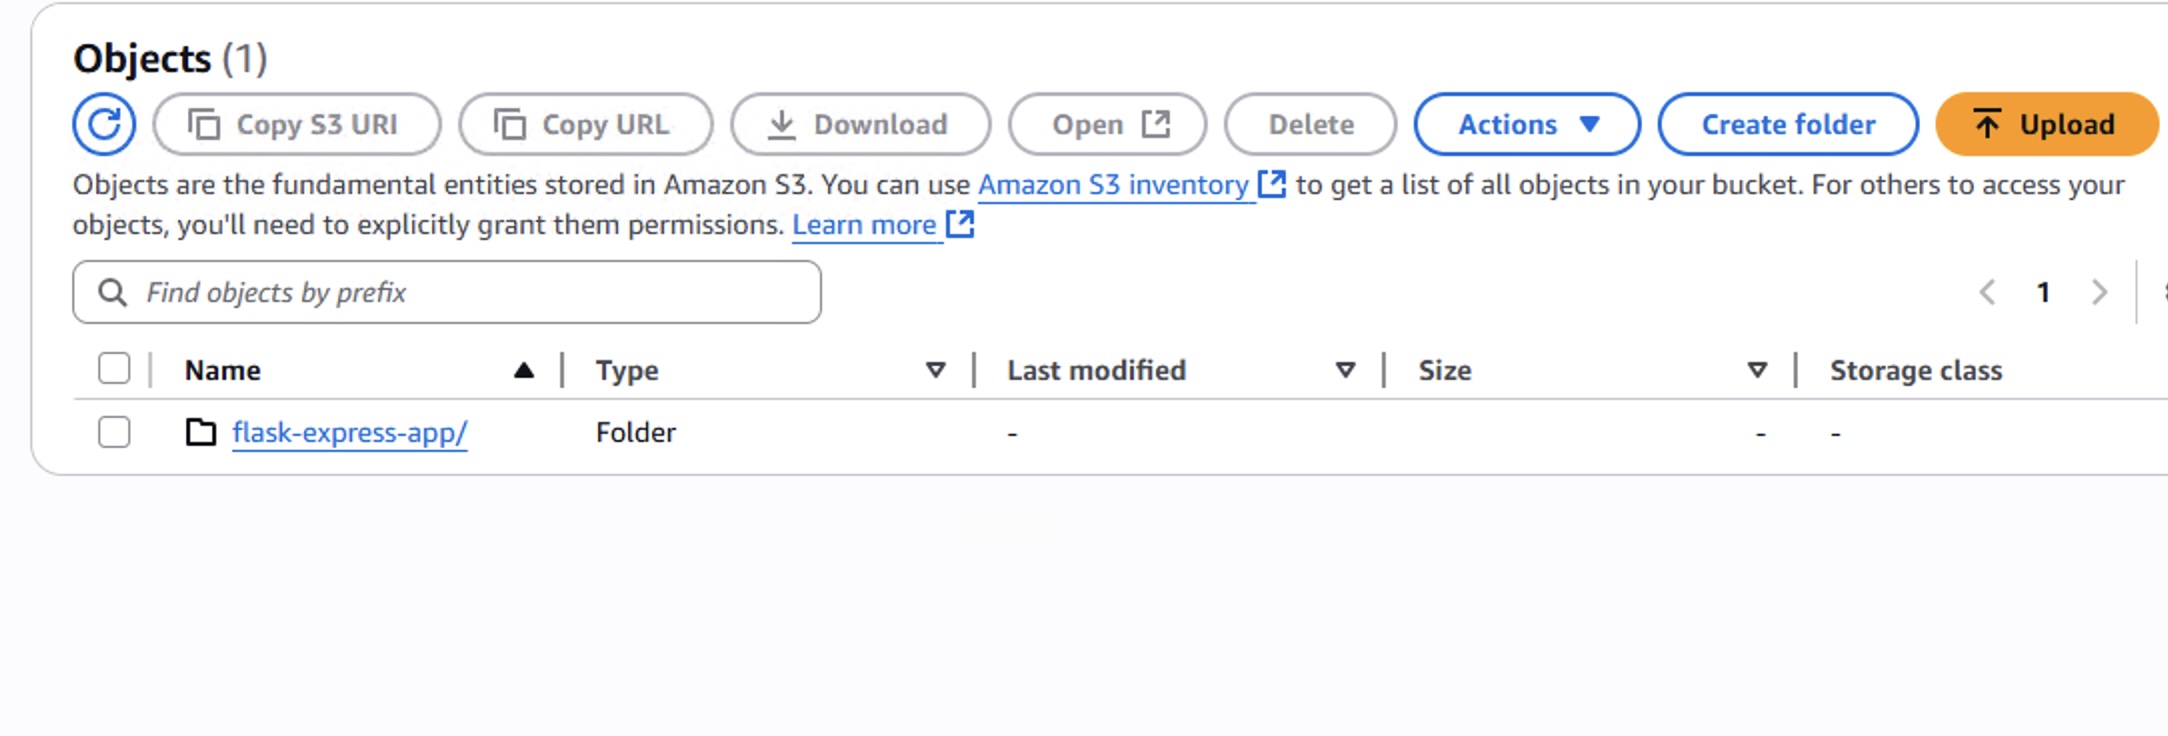 Objects (1)
Copy S3 URI Copy URL Download Open Delete Actions Create folder Upload
Objects are the fundamental entities stored in Amazon S3. You can use Amazon S3 inventory to get a list of all objects in your bucket. For others to access your
objects, you'll need to explicitly grant them permissions. Learn more
Find objects by prefix
1
Name Type Last modified Size Storage class
flask-express-app/ Folder - - -